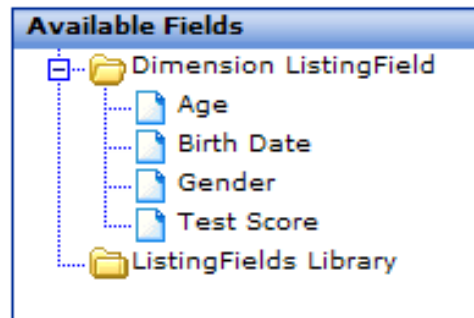 Available Fields
Dimension ListingField
Age
Birth Date
Gender
Test Score
ListingFields Library